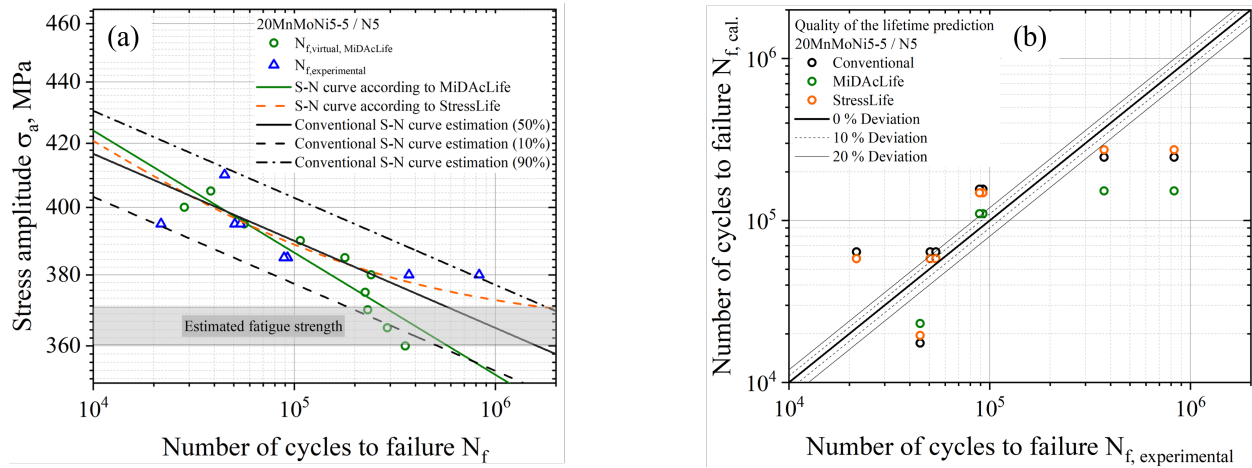 (a)
20MnMoNi5-5 / N5
N_f,virtual, MiDAcLife
N_f,experimental
S-N curve according to MiDAcLife
S-N curve according to StressLife
Conventional S-N curve estimation (50%)
Conventional S-N curve estimation (10%)
Conventional S-N curve estimation (90%)
Stress amplitude σ_a, MPa
460
440
420
400
380
360
Estimated fatigue strength
10^4
10^5
10^6
Number of cycles to failure N_f
(b)
Quality of the lifetime prediction
20MnMoNi5-5 / N5
Conventional
MiDAcLife
StressLife
0 % Deviation
10 % Deviation
20 % Deviation
Number of cycles to failure N_f, cal.
10^6
10^5
10^4
10^4
10^5
10^6
Number of cycles to failure N_f, experimental